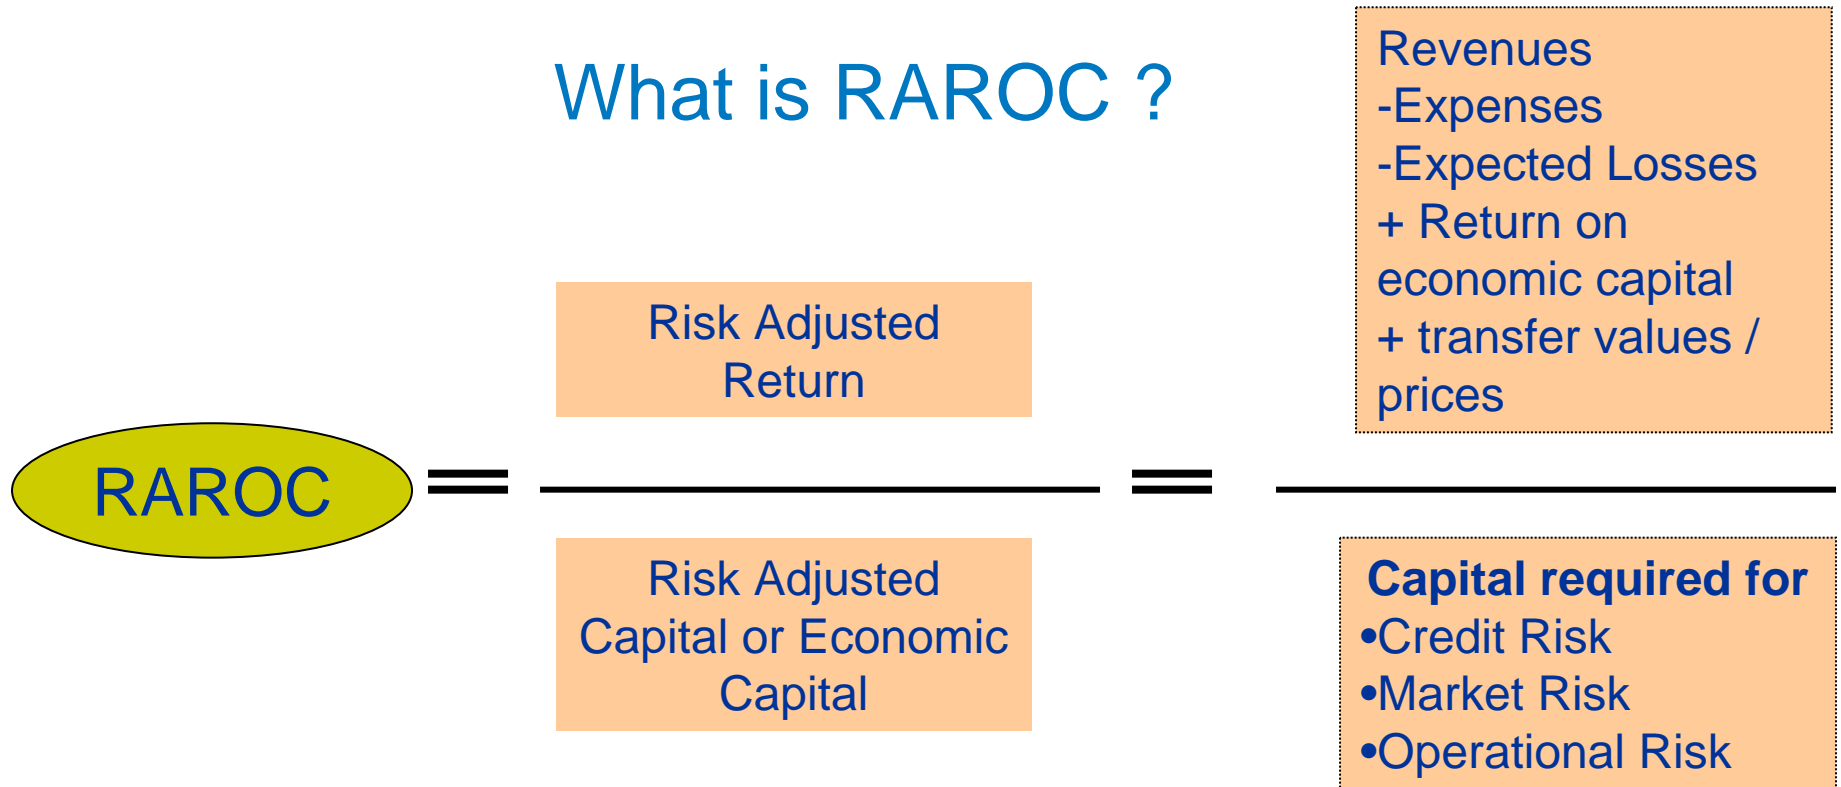 What is RAROC ?
RAROC
Risk Adjusted
Return
Risk Adjusted
Capital or Economic
Capital
Revenues
-Expenses
-Expected Losses
+ Return on
economic capital
+ transfer values /
prices
Capital required for
•Credit Risk
•Market Risk
•Operational Risk